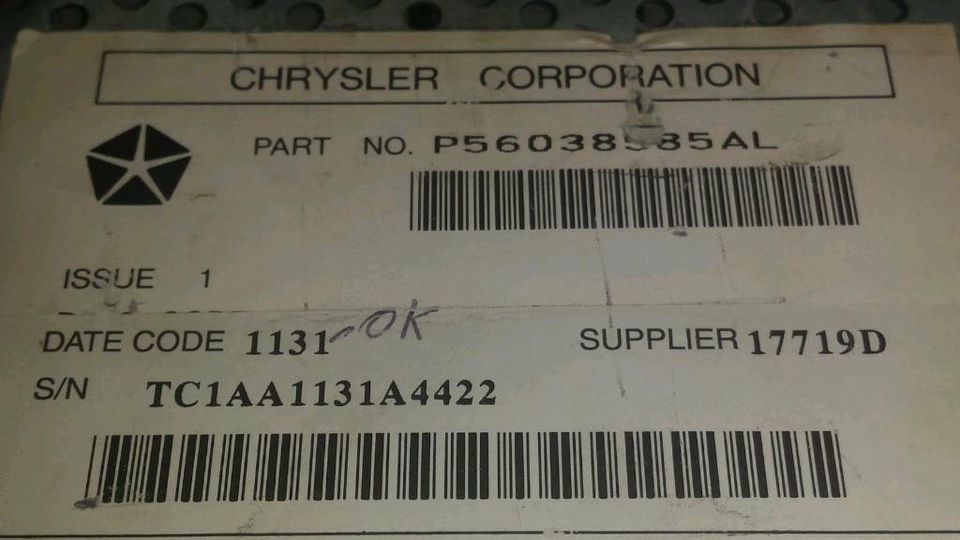 CHRYSLER CORPORATION
PART NO. P56038585AL
ISSUE 1
DATE CODE 1131 - OK SUPPLIER 17719D
S/N TC1AA1131A4422